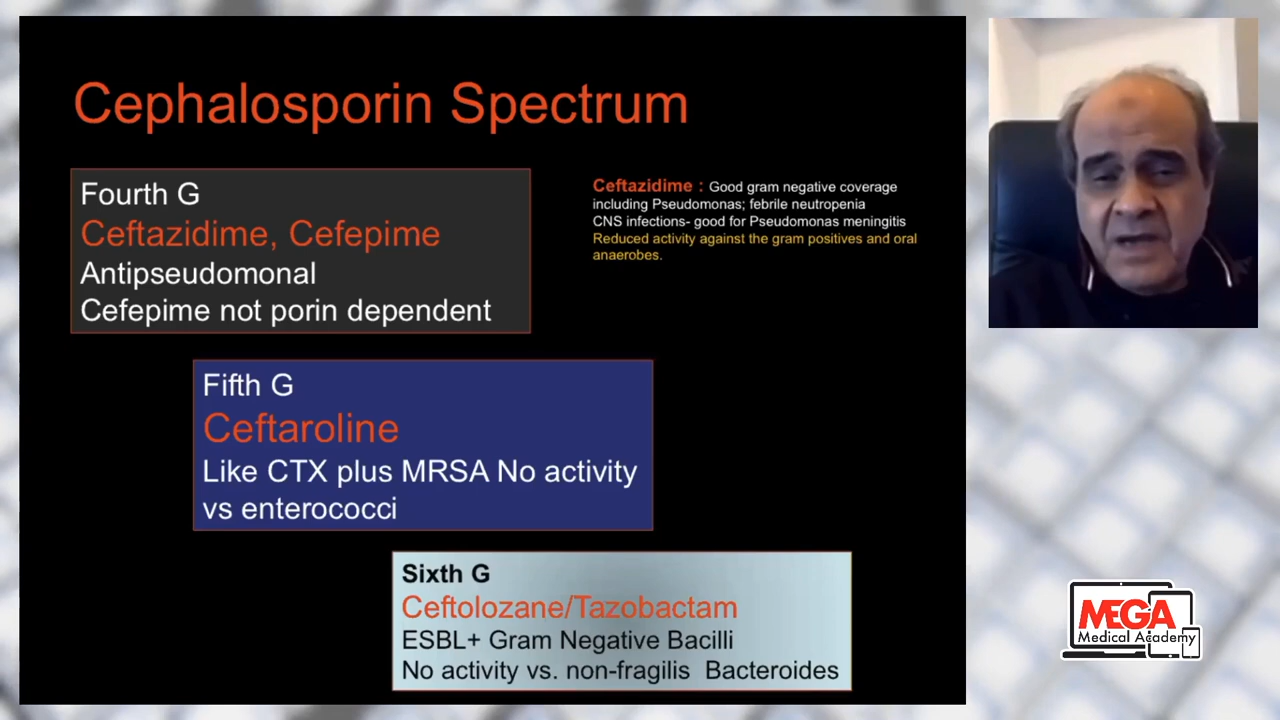 Cephalosporin Spectrum
Fourth G
Ceftazidime, Cefepime
Antipseudomonal
Cefepime not porin dependent
Ceftazidime : Good gram negative coverage
including Pseudomonas; febrile neutropenia
CNS infections- good for Pseudomonas meningitis
Reduced activity against the gram positives and oral
anaerobes.
Fifth G
Ceftaroline
Like CTX plus MRSA No activity
vs enterococci
Sixth G
Ceftolozane/Tazobactam
ESBL+ Gram Negative Bacilli
No activity vs. non-fragilis Bacteroides
MEGA
Medical Academy